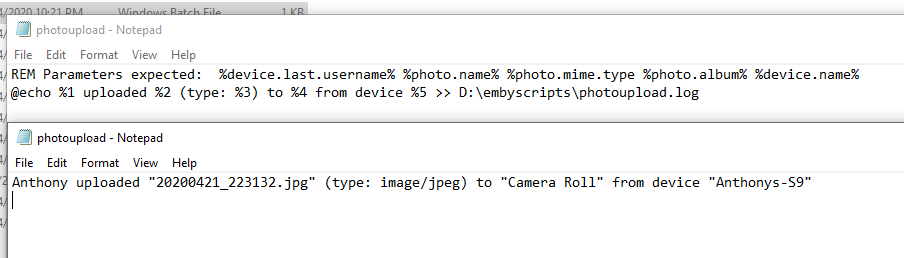 4/2020 10:21 PM Windows Batch File 1 KB
photoupload - Notepad
File Edit Format View Help
REM Parameters expected:  %device.last.username% %photo.name% %photo.mime.type %photo.album% %device.name%
@echo %1 uploaded %2 (type: %3) to %4 from device %5 >> D:\embyscripts\photoupload.log
photoupload - Notepad
File Edit Format View Help
Anthony uploaded "20200421_223132.jpg" (type: image/jpeg) to "Camera Roll" from device "Anthonys-S9"